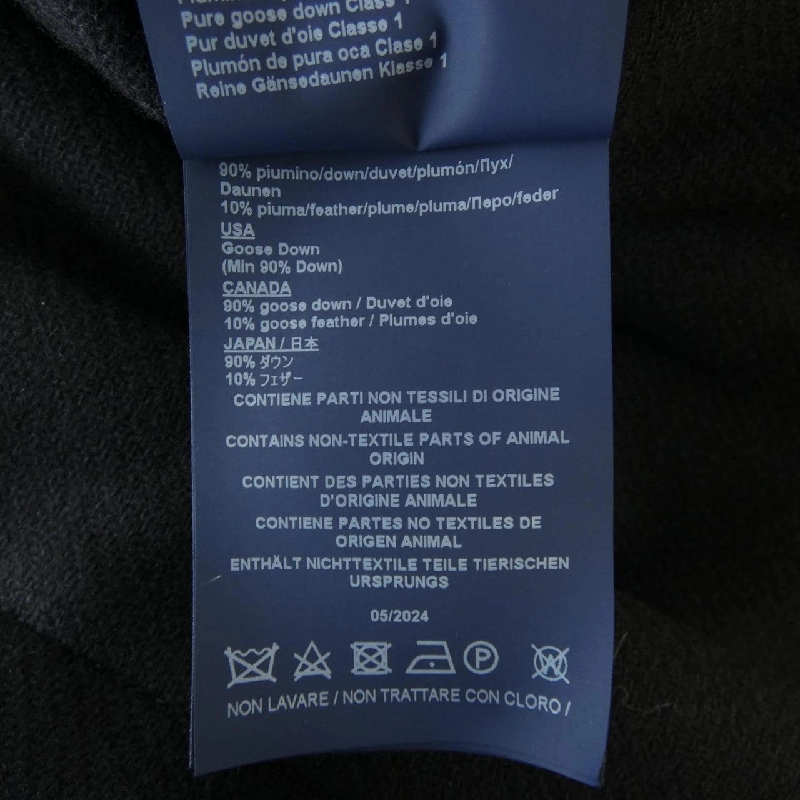 Pure goose down Class 1
Pur duvet d'oie Classe 1
Plumón de pura oca Clase 1
Reine Gänsedaunen Klasse 1
90% piumino/down/duvet/plumón/Пух/
Daunen
10% piuma/feather/plume/pluma/Перо/feder
USA
Goose Down
(Min 90% Down)
CANADA
90% goose down / Duvet d'oie
10% goose feather / Plumes d'oie
JAPAN / 日本
90% ダウン
10% フェザー
CONTIENE PARTI NON TESSILI DI ORIGINE
ANIMALE
CONTAINS NON-TEXTILE PARTS OF ANIMAL
ORIGIN
CONTIENT DES PARTIES NON TEXTILES
D'ORIGINE ANIMALE
CONTIENE PARTES NO TEXTILES DE
ORIGEN ANIMAL
ENTHÄLT NICHTTEXTILE TEILE TIERISCHEN
URSPRUNGS
05/2024
P W
NON LAVARE / NON TRATTARE CON CLORO /